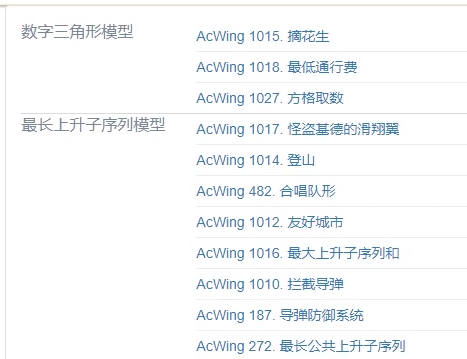 数字三角形模型
AcWing 1015. 摘花生
AcWing 1018. 最低通行费
AcWing 1027. 方格取数
最长上升子序列模型
AcWing 1017. 怪盗基德的滑翔翼
AcWing 1014. 登山
AcWing 482. 合唱队形
AcWing 1012. 友好城市
AcWing 1016. 最大上升子序列和
AcWing 1010. 拦截导弹
AcWing 187. 导弹防御系统
AcWing 272. 最长公共上升子序列